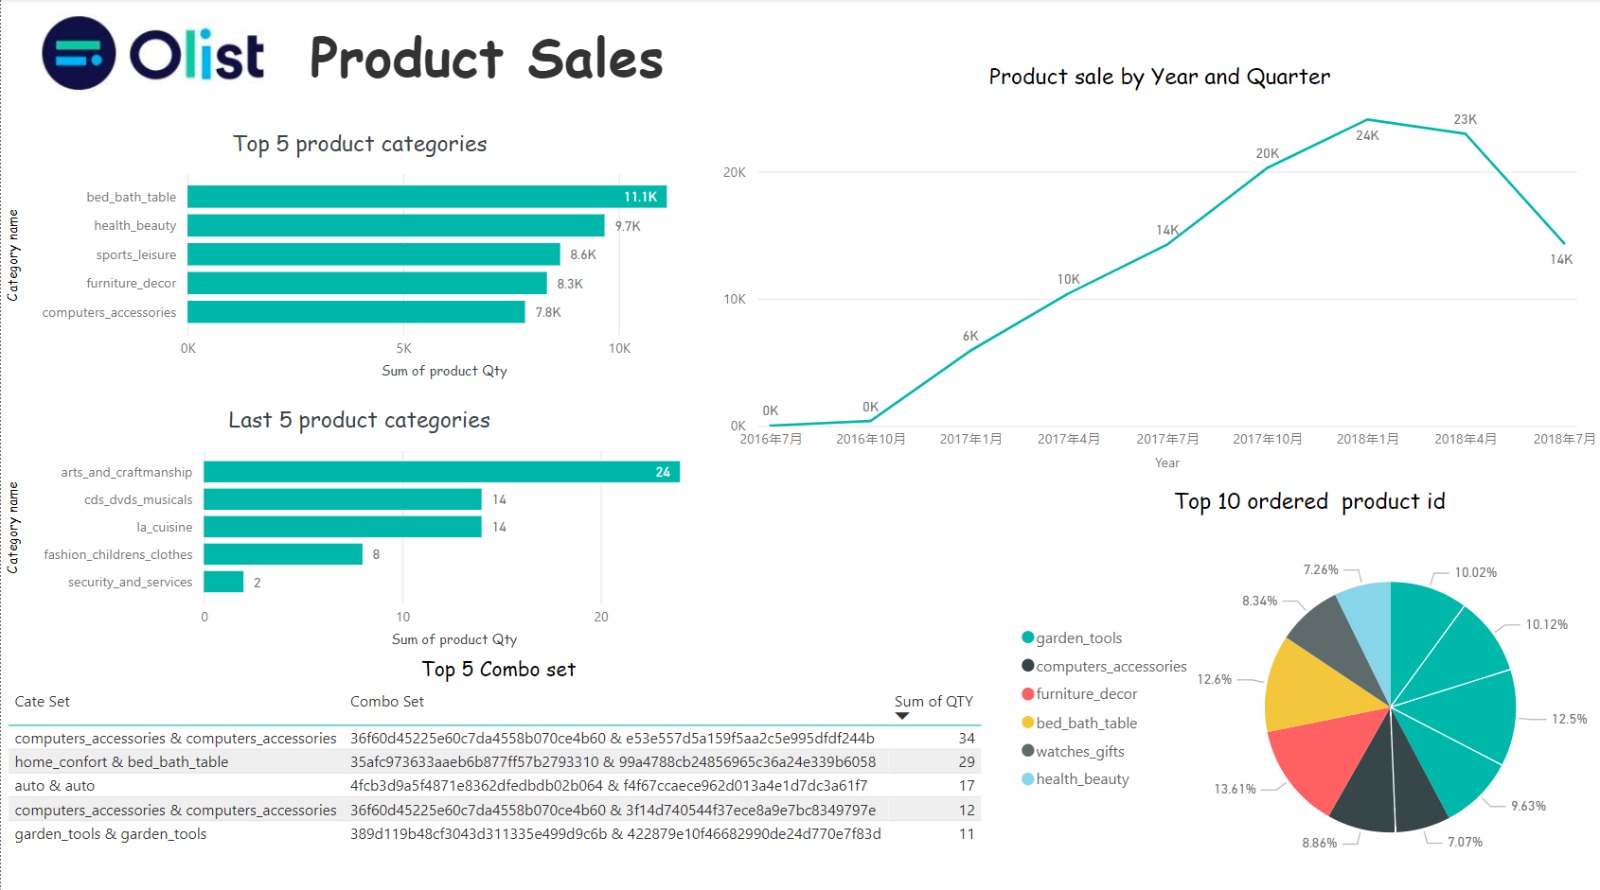 Olist
Product Sales
Top 5 product categories
Category name
bed_bath_table 11.1K
health_beauty 9.7K
sports_leisure 8.6K
furniture_decor 8.3K
computers_accessories 7.8K
0K 5K 10K
Sum of product Qty
Product sale by Year and Quarter
20K
10K
0K
0K 0K 6K 10K 14K 20K 24K 23K 14K
2016年7月 2016年10月 2017年1月 2017年4月 2017年7月 2017年10月 2018年1月 2018年4月 2018年7月
Year
Last 5 product categories
Category name
arts_and_craftmanship 24
cds_dvds_musicals 14
la_cuisine 14
fashion_childrens_clothes 8
security_and_services 2
0 10 20
Sum of product Qty
Top 5 Combo set
Cate Set Combo Set Sum of QTY
computers_accessories & computers_accessories 36f60d45225e60c7da4558b070ce4b60 & e53e557d5a159f5aa2c5e995dfdf244b 34
home_confort & bed_bath_table 35afc973633aaeb6b877ff57b2793310 & 99a4788cb24856965c36a24e339b6058 29
auto & auto 4fcb3d9a5f4871e8362dfedbdb02b064 & f4f67ccaece962d013a4e1d7dc3a61f7 17
computers_accessories & computers_accessories 36f60d45225e60c7da4558b070ce4b60 & 3f14d740544f37ece8a9e7bc8349797e 12
garden_tools & garden_tools 389d119b48cf3043d311335e499d9c6b & 422879e10f46682990de24d770e7f83d 11
Top 10 ordered product id
garden_tools
computers_accessories
furniture_decor
bed_bath_table
watches_gifts
health_beauty
10.02%
10.12%
12.5%
9.63%
7.07%
8.86%
13.61%
12.6%
8.34%
7.26%